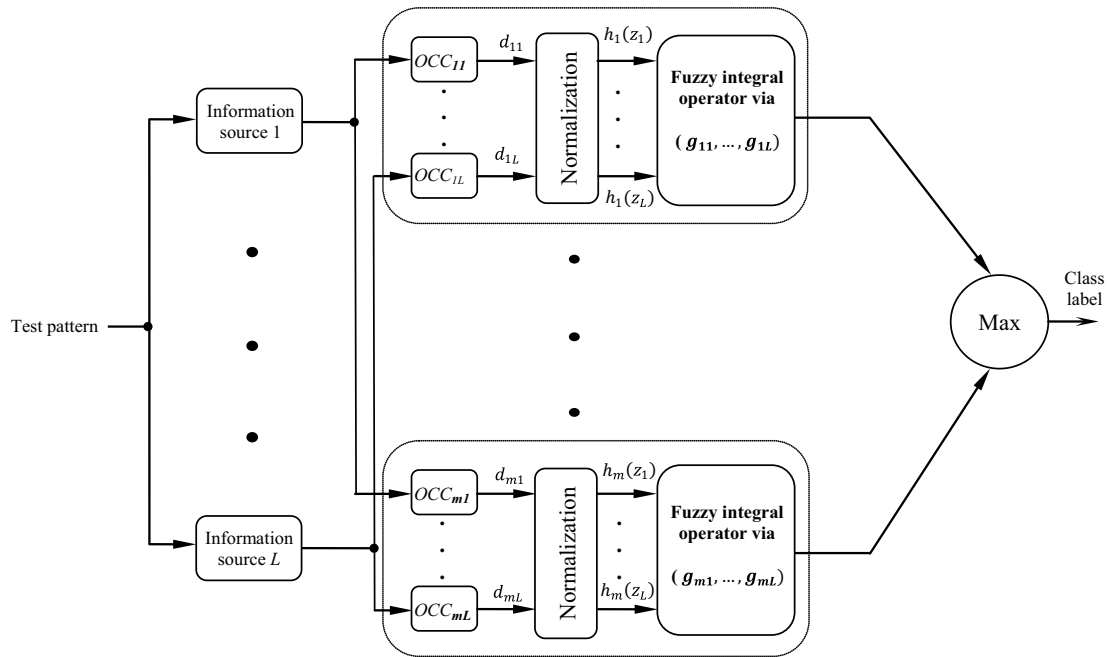 Test pattern
Information
source 1
Information
source L
OCC₁₁
OCC₁L
d₁₁
d₁L
Normalization
h₁(z₁)
h₁(z_L)
Fuzzy integral
operator via
( g₁₁, ... , g₁L)
OCCm1
OCCmL
dm1
dmL
Normalization
hm(z₁)
hm(z_L)
Fuzzy integral
operator via
( gm1, ... , gmL)
Max
Class
label